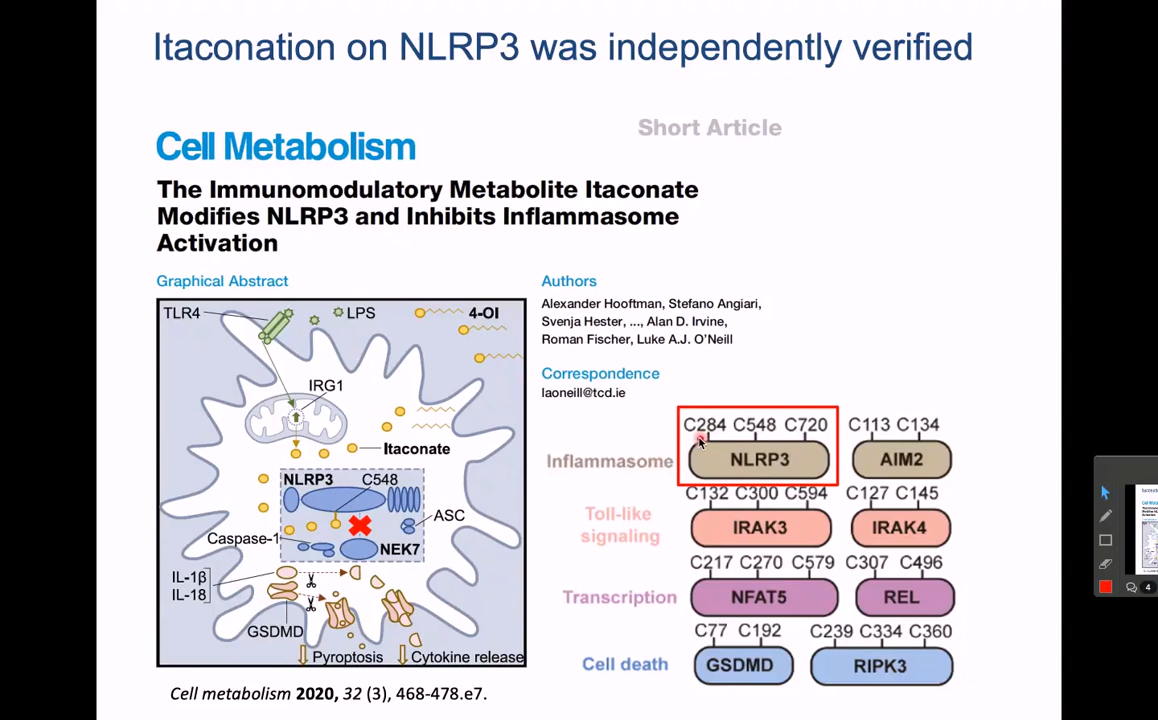 Itaconation on NLRP3 was independently verified
Short Article
Cell Metabolism
The Immunomodulatory Metabolite Itaconate
Modifies NLRP3 and Inhibits Inflammasome
Activation
Graphical Abstract
TLR4
LPS
4-OI
IRG1
Itaconate
NLRP3
C548
ASC
Caspase-1
NEK7
IL-1β
IL-18
GSDMD
Pyroptosis
Cytokine release
Authors
Alexander Hooftman, Stefano Angiari,
Svenja Hester, ..., Alan D. Irvine,
Roman Fischer, Luke A.J. O'Neill
Correspondence
laoneill@tcd.ie
C284 C548 C720 C113 C134
Inflammasome NLRP3 AIM2
C132 C300 C594 C127 C145
Toll-like
signaling
IRAK3 IRAK4
C217 C270 C579 C307 C496
Transcription NFAT5 REL
C77 C192 C239 C334 C360
Cell death GSDMD RIPK3
Cell metabolism 2020, 32 (3), 468-478.e7.
4